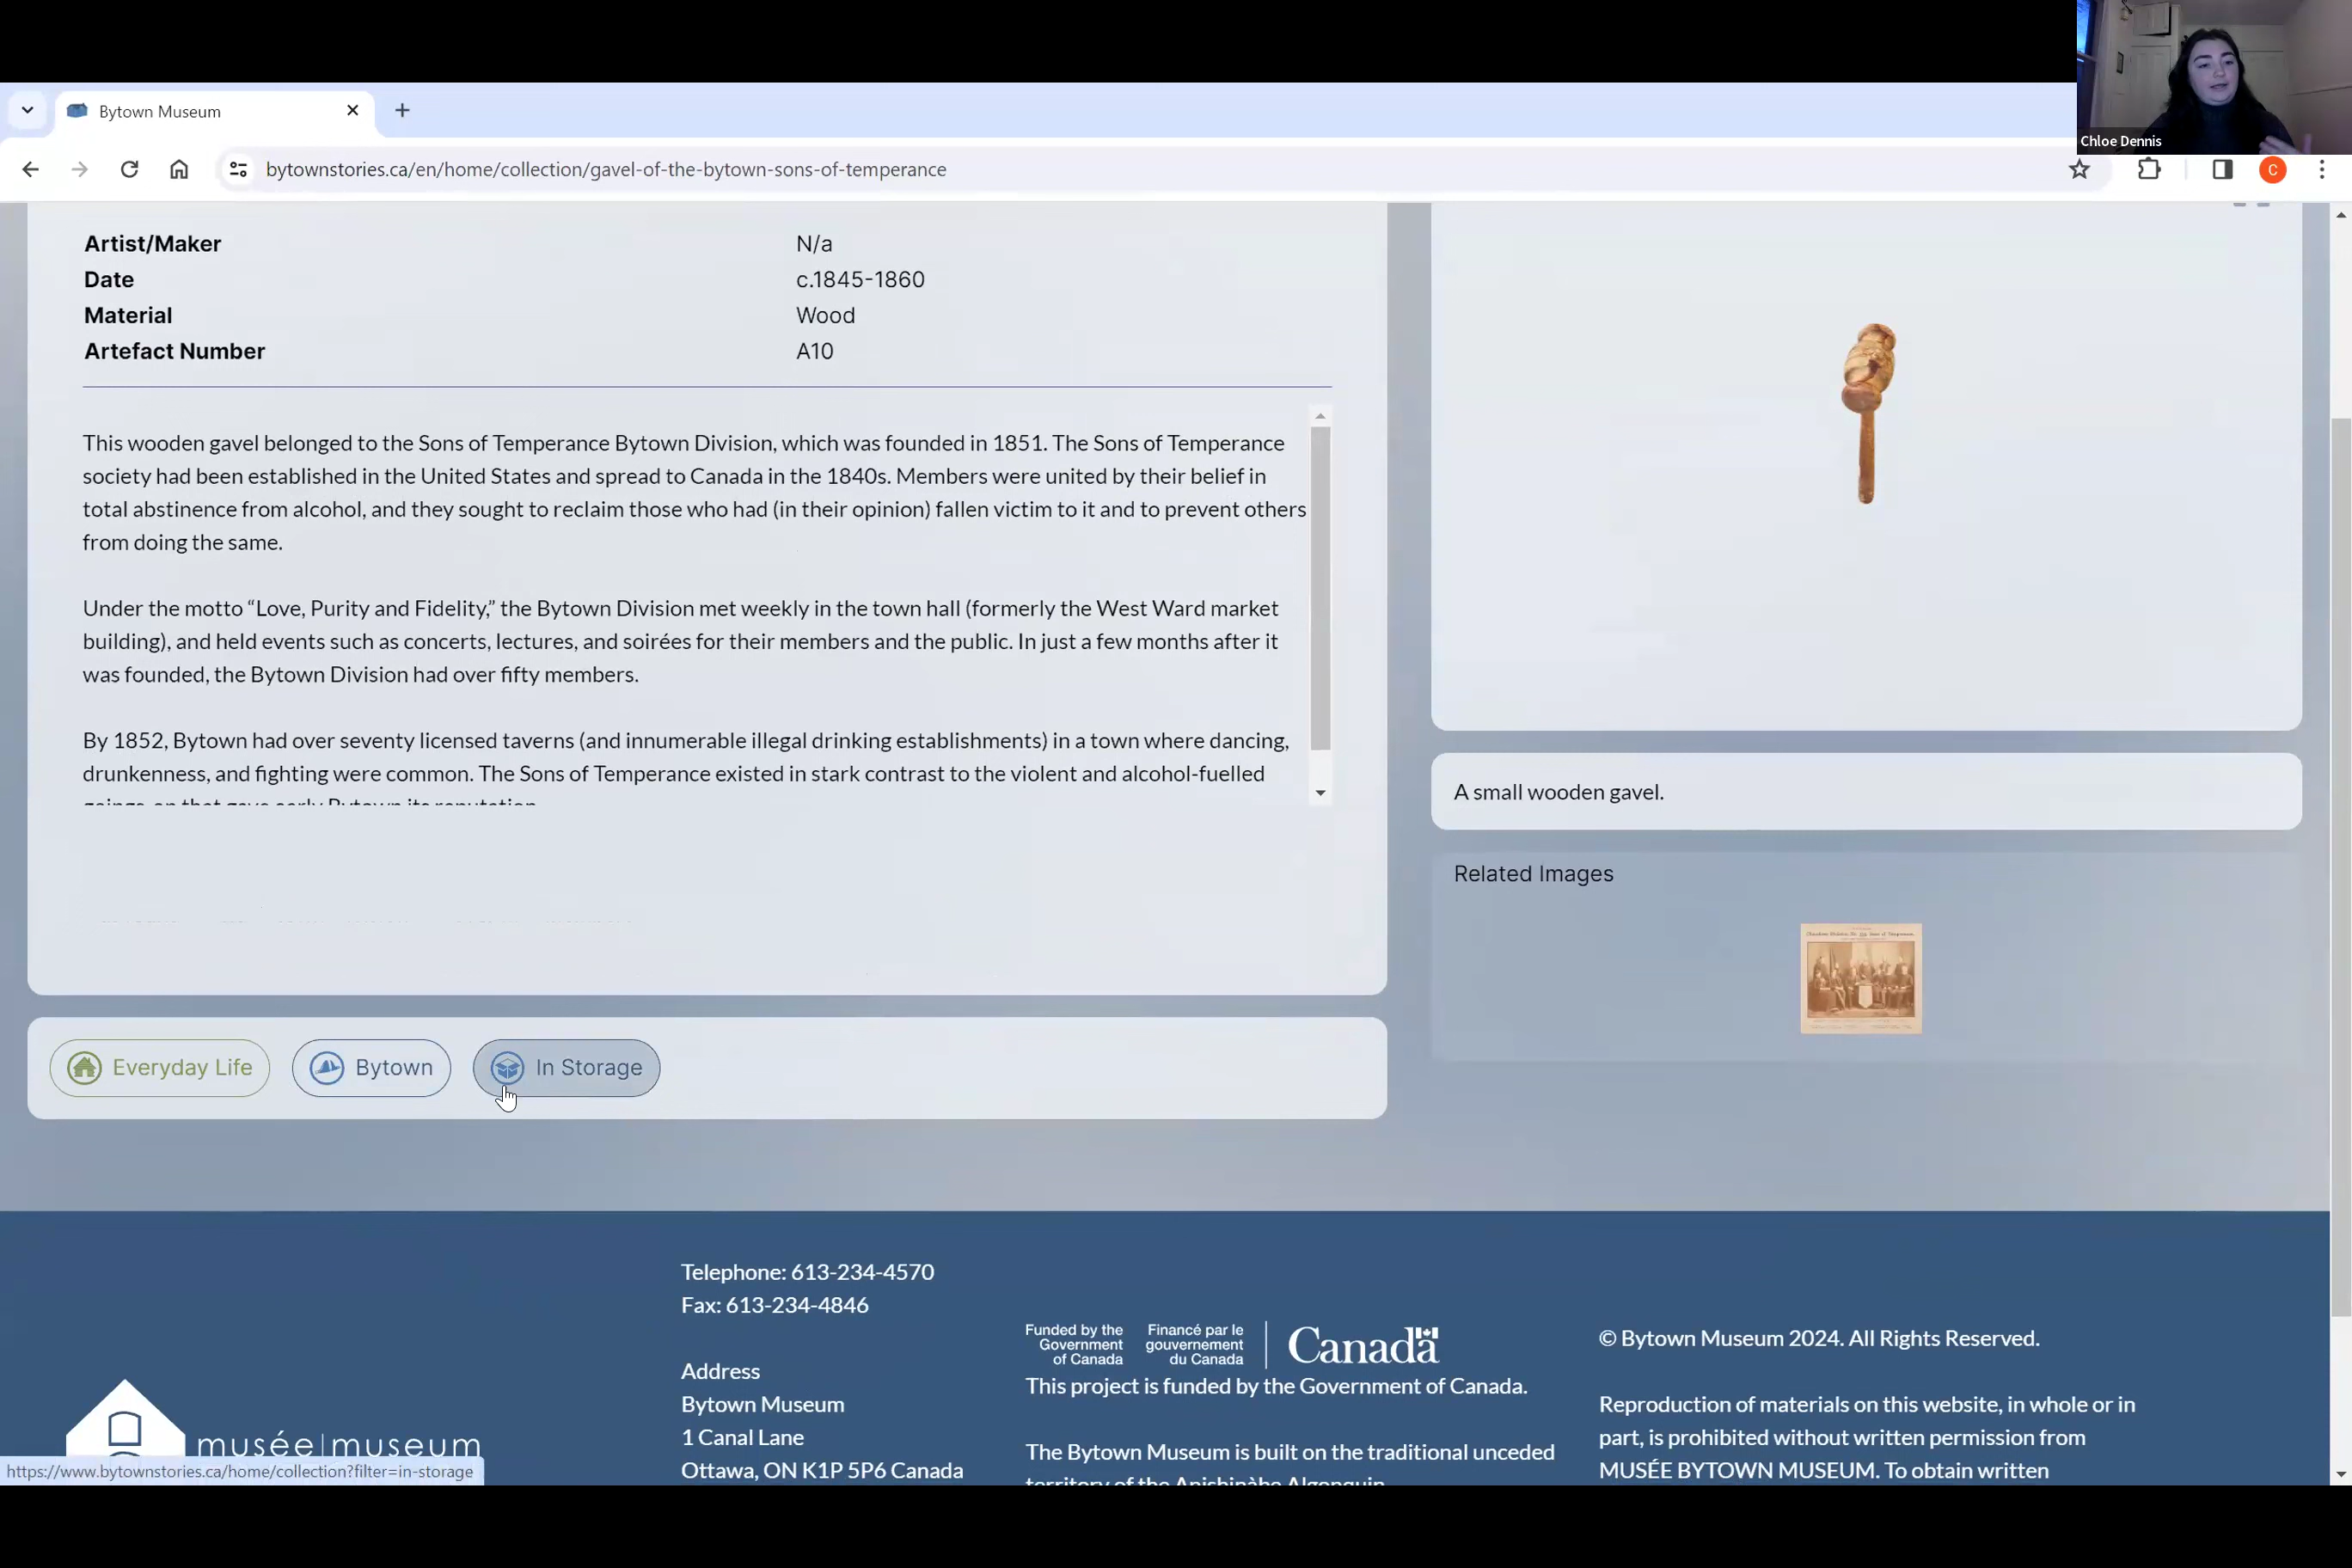 Chloe Dennis
Bytown Museum
bytownstories.ca/en/home/collection/gavel-of-the-bytown-sons-of-temperance
C
Artist/Maker N/a
Date c.1845-1860
Material Wood
Artefact Number A10
This wooden gavel belonged to the Sons of Temperance Bytown Division, which was founded in 1851. The Sons of Temperance
society had been established in the United States and spread to Canada in the 1840s. Members were united by their belief in
total abstinence from alcohol, and they sought to reclaim those who had (in their opinion) fallen victim to it and to prevent others
from doing the same.
Under the motto “Love, Purity and Fidelity,” the Bytown Division met weekly in the town hall (formerly the West Ward market
building), and held events such as concerts, lectures, and soirées for their members and the public. In just a few months after it
was founded, the Bytown Division had over fifty members.
By 1852, Bytown had over seventy licensed taverns (and innumerable illegal drinking establishments) in a town where dancing,
drunkenness, and fighting were common. The Sons of Temperance existed in stark contrast to the violent and alcohol-fuelled
goings-on that gave early Bytown its reputation.
A small wooden gavel.
Related Images
Everyday Life
Bytown
In Storage
musée|museum
https://www.bytownstories.ca/home/collection?filter=in-storage
Telephone: 613-234-4570
Fax: 613-234-4846
Address
Bytown Museum
1 Canal Lane
Ottawa, ON K1P 5P6 Canada
Funded by the Financé par le
Government gouvernement
of Canada du Canada
Canada
This project is funded by the Government of Canada.
The Bytown Museum is built on the traditional unceded
territory of the Anishinàbe Algonquin
© Bytown Museum 2024. All Rights Reserved.
Reproduction of materials on this website, in whole or in
part, is prohibited without written permission from
MUSÉE BYTOWN MUSEUM. To obtain written